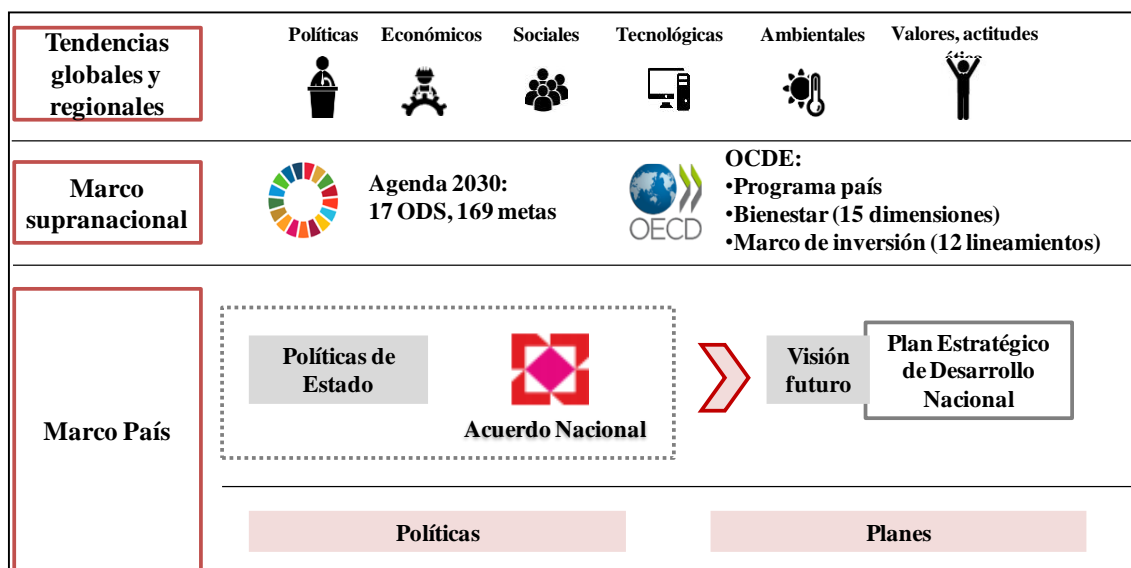 Tendencias
globales y
regionales
Políticas
Económicos
Sociales
Tecnológicas
Ambientales
Valores, actitudes
Marco
supranacional
Agenda 2030:
17 ODS, 169 metas
OECD
OCDE:
•Programa país
•Bienestar (15 dimensiones)
•Marco de inversión (12 lineamientos)
Marco País
Políticas de
Estado
Acuerdo Nacional
Visión
futuro
Plan Estratégico
de Desarrollo
Nacional
Políticas
Planes